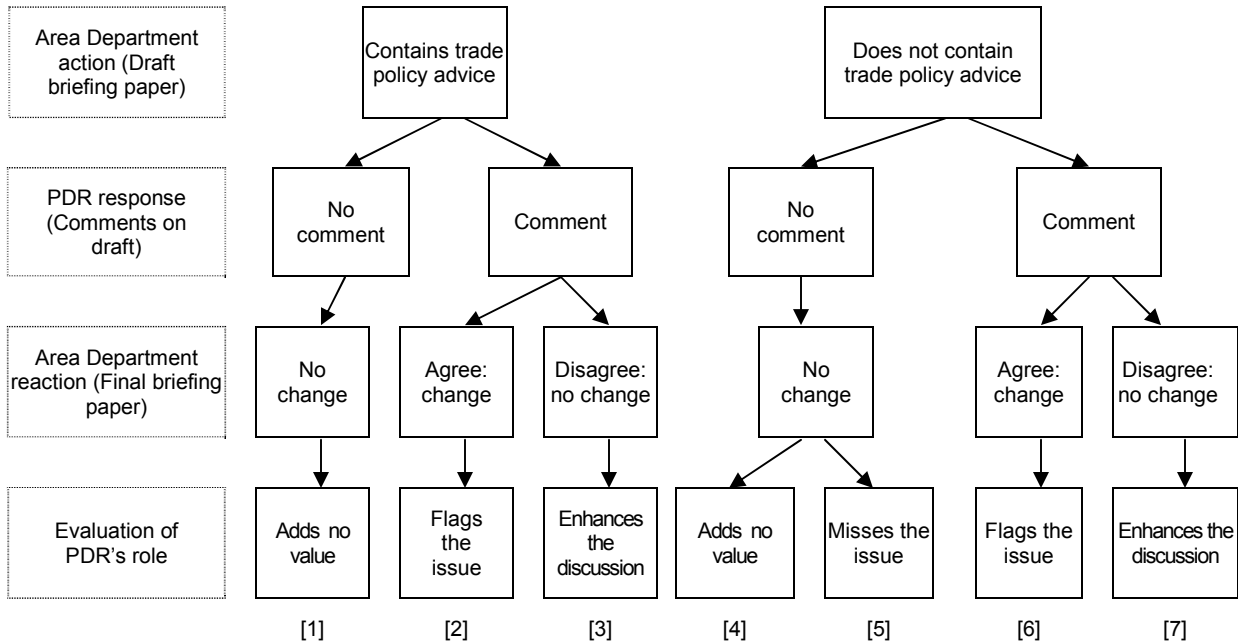 Area Department
action (Draft
briefing paper)
Contains trade
policy advice
Does not contain
trade policy advice
PDR response
(Comments on
draft)
No
comment
Comment
No
comment
Comment
Area Department
reaction (Final briefing
paper)
No
change
Agree:
change
Disagree:
no change
No
change
Agree:
change
Disagree:
no change
Evaluation of
PDR’s role
Adds no
value
Flags
the
issue
Enhances
the
discussion
Adds no
value
Misses the
issue
Flags the
issue
Enhances the
discussion
[1]
[2]
[3]
[4]
[5]
[6]
[7]